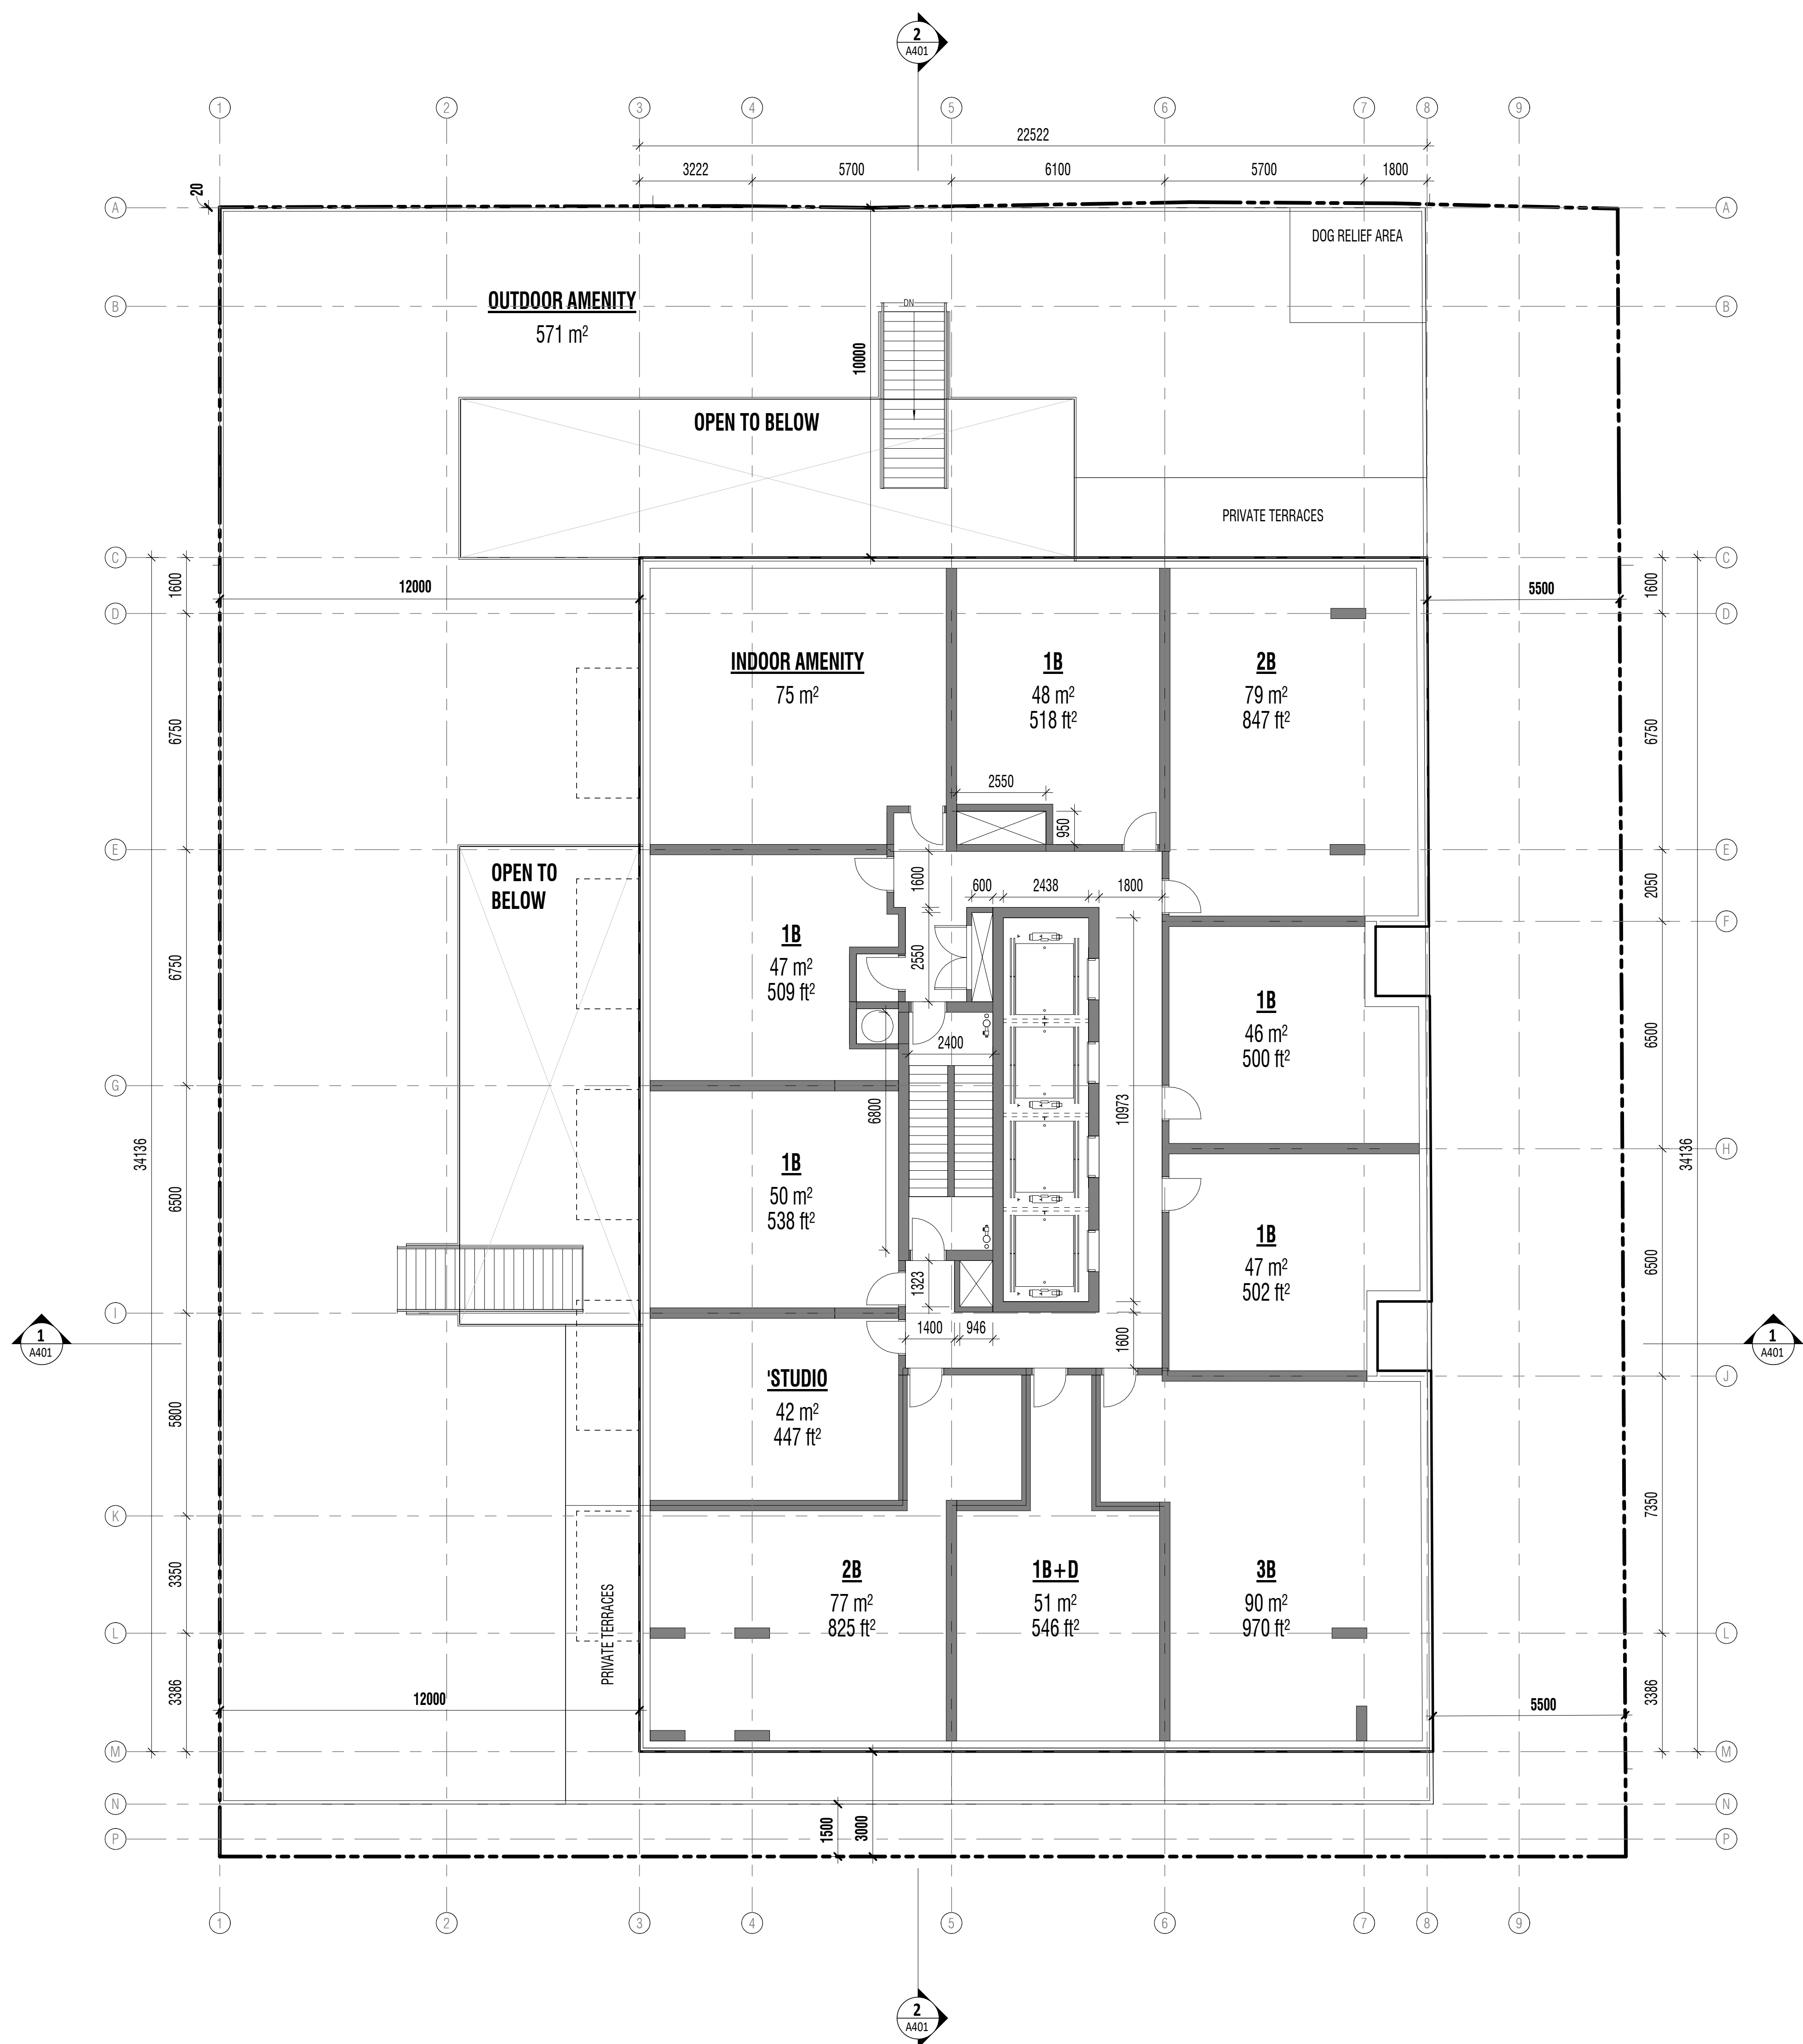 2
A401
1 2 3 4 5 6 7 8 9
22522
3222 5700 6100 5700 1800
20
A A
DOG RELIEF AREA
OUTDOOR AMENITY
571 m²
B B
DN
10000
OPEN TO BELOW
PRIVATE TERRACES
C C
1600 12000 5500 1600
D D
INDOOR AMENITY
75 m²
1B
48 m²
518 ft²
2B
79 m²
847 ft²
6750 6750
2550
950
E E
OPEN TO
BELOW
1600
600 2438 1800
2050
F F
1B
47 m²
509 ft²
2550
6750
1B
46 m²
500 ft²
6500
2400
G
6800
10973
34136 34136
H
1B
50 m²
538 ft²
6500
1B
47 m²
502 ft²
6500
1323
I
1400 946
1600
1
A401
1
A401
'STUDIO
42 m²
447 ft²
5800
J
K
7350
2B
77 m²
825 ft²
1B+D
51 m²
546 ft²
3B
90 m²
970 ft²
3350
PRIVATE TERRACES
L L
3386 12000 5500 3386
M M
N N
1500 3000
P P
1 2 3 4 5 6 7 8 9
2
A401